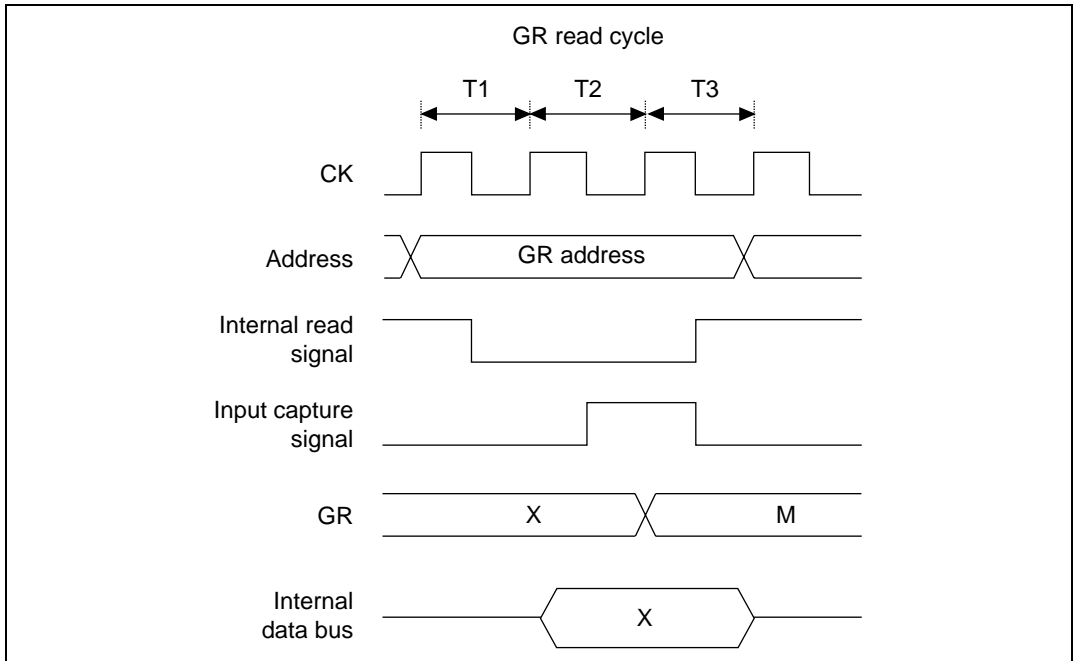 GR read cycle
T1 T2 T3
CK
Address
GR address
Internal read
signal
Input capture
signal
GR
X
M
Internal
data bus
X